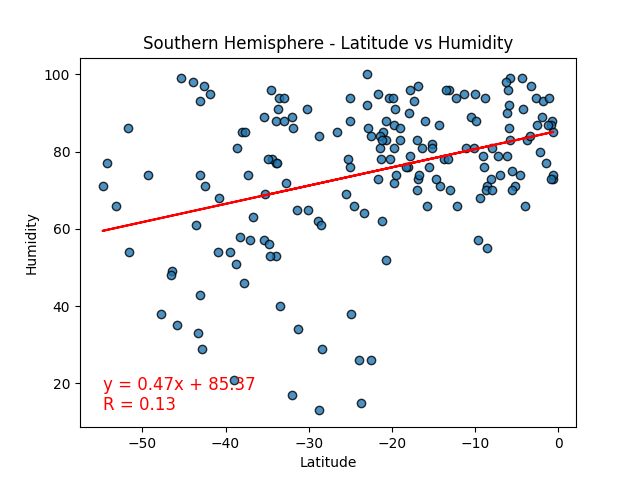 Southern Hemisphere - Latitude vs Humidity
100
80
60
40
20
Humidity
y = 0.47x + 85.37
R = 0.13
−50
−40
−30
−20
−10
0
Latitude